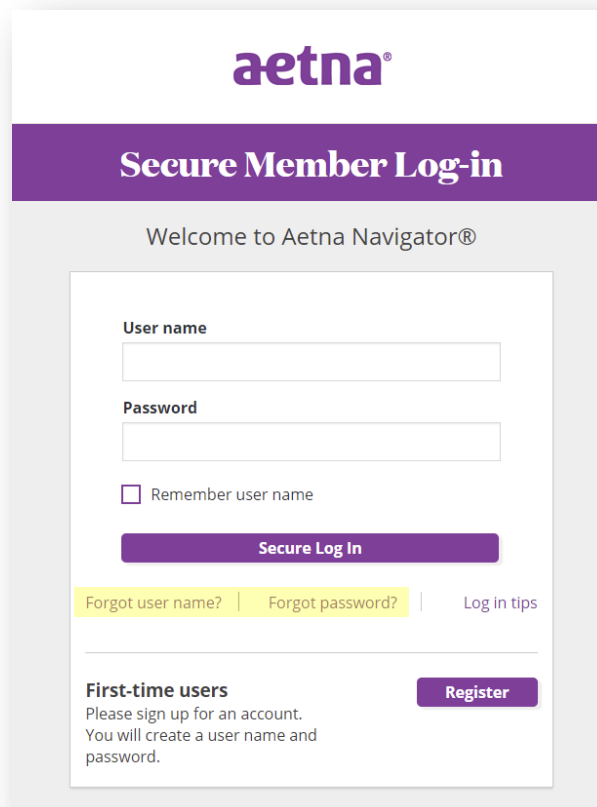 aetna®
Secure Member Log-in
Welcome to Aetna Navigator®
User name
Password
Remember user name
Secure Log In
Forgot user name? | Forgot password? | Log in tips
First-time users
Register
Please sign up for an account.
You will create a user name and
password.